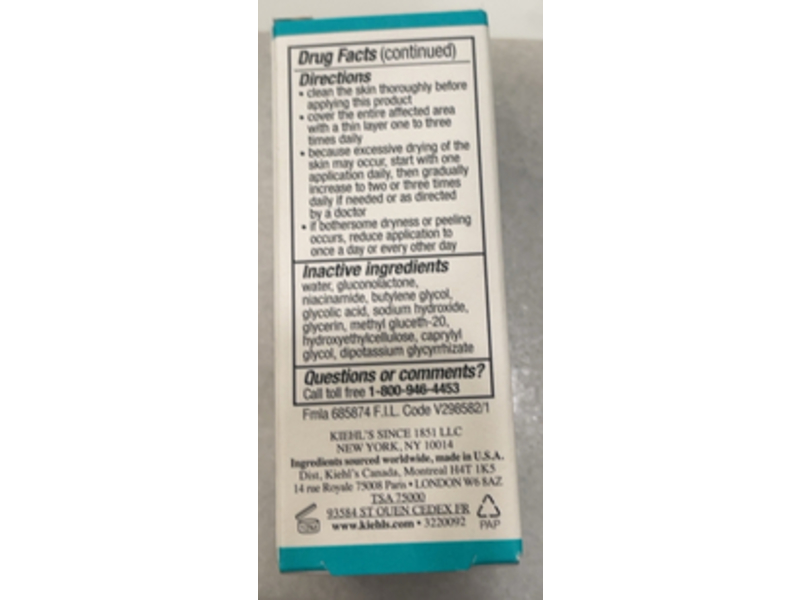 Drug Facts (continued)
Directions
• clean the skin thoroughly before
applying this product
• cover the entire affected area
with a thin layer one to three
times daily
• because excessive drying of the
skin may occur, start with one
application daily, then gradually
increase to two or three times
daily if needed or as directed
by a doctor
• if bothersome dryness or peeling
occurs, reduce application to
once a day or every other day
Inactive ingredients
water, gluconolactone,
niacinamide, butylene glycol,
glycolic acid, sodium hydroxide,
glycerin, methyl gluceth-20,
hydroxyethylcellulose, caprylyl
glycol, dipotassium glycyrrhizate
Questions or comments?
Call toll free 1-800-946-4453
Fmla 685874 F.I.L. Code V298582/1
KIEHL'S SINCE 1851 LLC
NEW YORK, NY 10014
Ingredients sourced worldwide, made in U.S.A.
Dist. Kiehl's Canada, Montreal H4T 1K5
14 rue Royale 75008 Paris • LONDON W6 8AZ
TSA 75000
93584 ST OUEN CEDEX FR
www.kiehls.com • 3220092
PAP